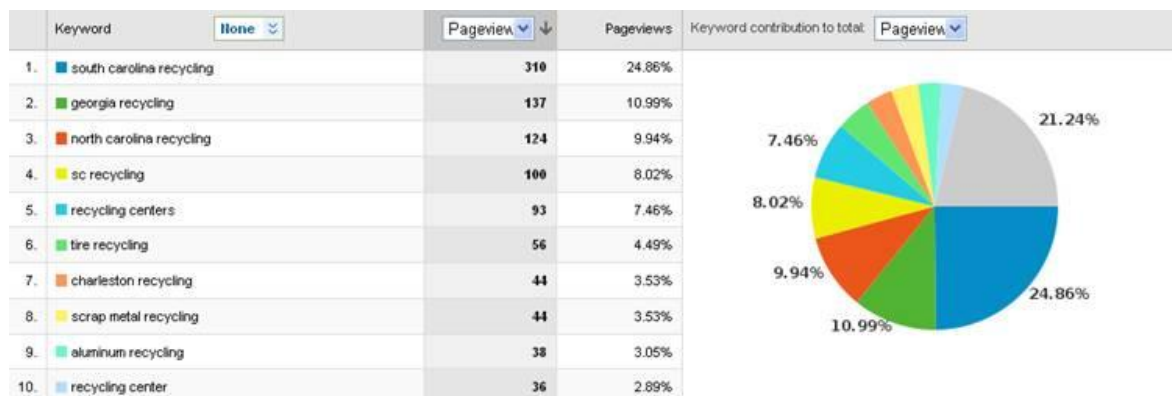 Keyword None Pageview Pageviews Keyword contribution to total: Pageview
1. south carolina recycling 310 24.86%
2. georgia recycling 137 10.99%
3. north carolina recycling 124 9.94%
4. sc recycling 100 8.02%
5. recycling centers 93 7.46%
6. tire recycling 56 4.49%
7. charleston recycling 44 3.53%
8. scrap metal recycling 44 3.53%
9. aluminum recycling 38 3.05%
10. recycling center 36 2.89%
21.24%
7.46%
8.02%
9.94%
24.86%
10.99%